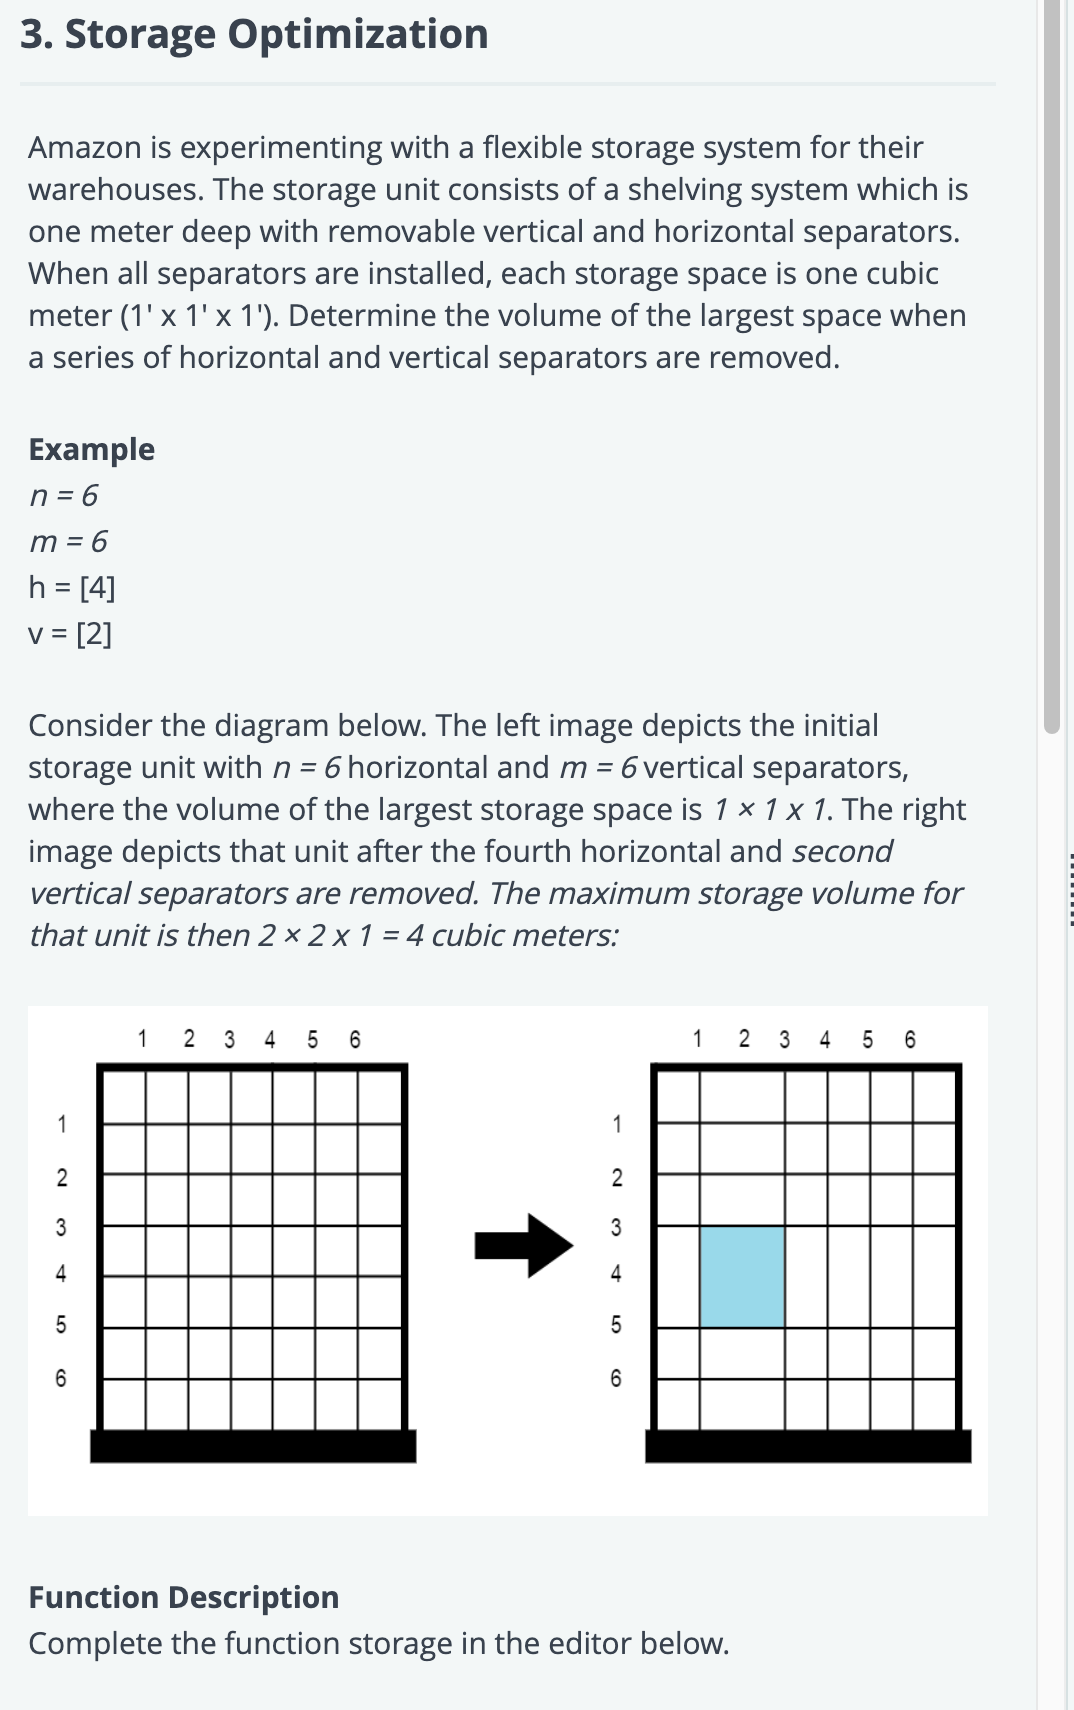 3. Storage Optimization
Amazon is experimenting with a flexible storage system for their
warehouses. The storage unit consists of a shelving system which is
one meter deep with removable vertical and horizontal separators.
When all separators are installed, each storage space is one cubic
meter (1' x 1' x 1'). Determine the volume of the largest space when
a series of horizontal and vertical separators are removed.
Example
n = 6
m = 6
h = [4]
v = [2]
Consider the diagram below. The left image depicts the initial
storage unit with n = 6 horizontal and m = 6 vertical separators,
where the volume of the largest storage space is 1 × 1 x 1. The right
image depicts that unit after the fourth horizontal and second
vertical separators are removed. The maximum storage volume for
that unit is then 2 × 2 x 1 = 4 cubic meters:
1 2 3 4 5 6
1
2
3
4
5
6
1 2 3 4 5 6
1
2
3
4
5
6
Function Description
Complete the function storage in the editor below.